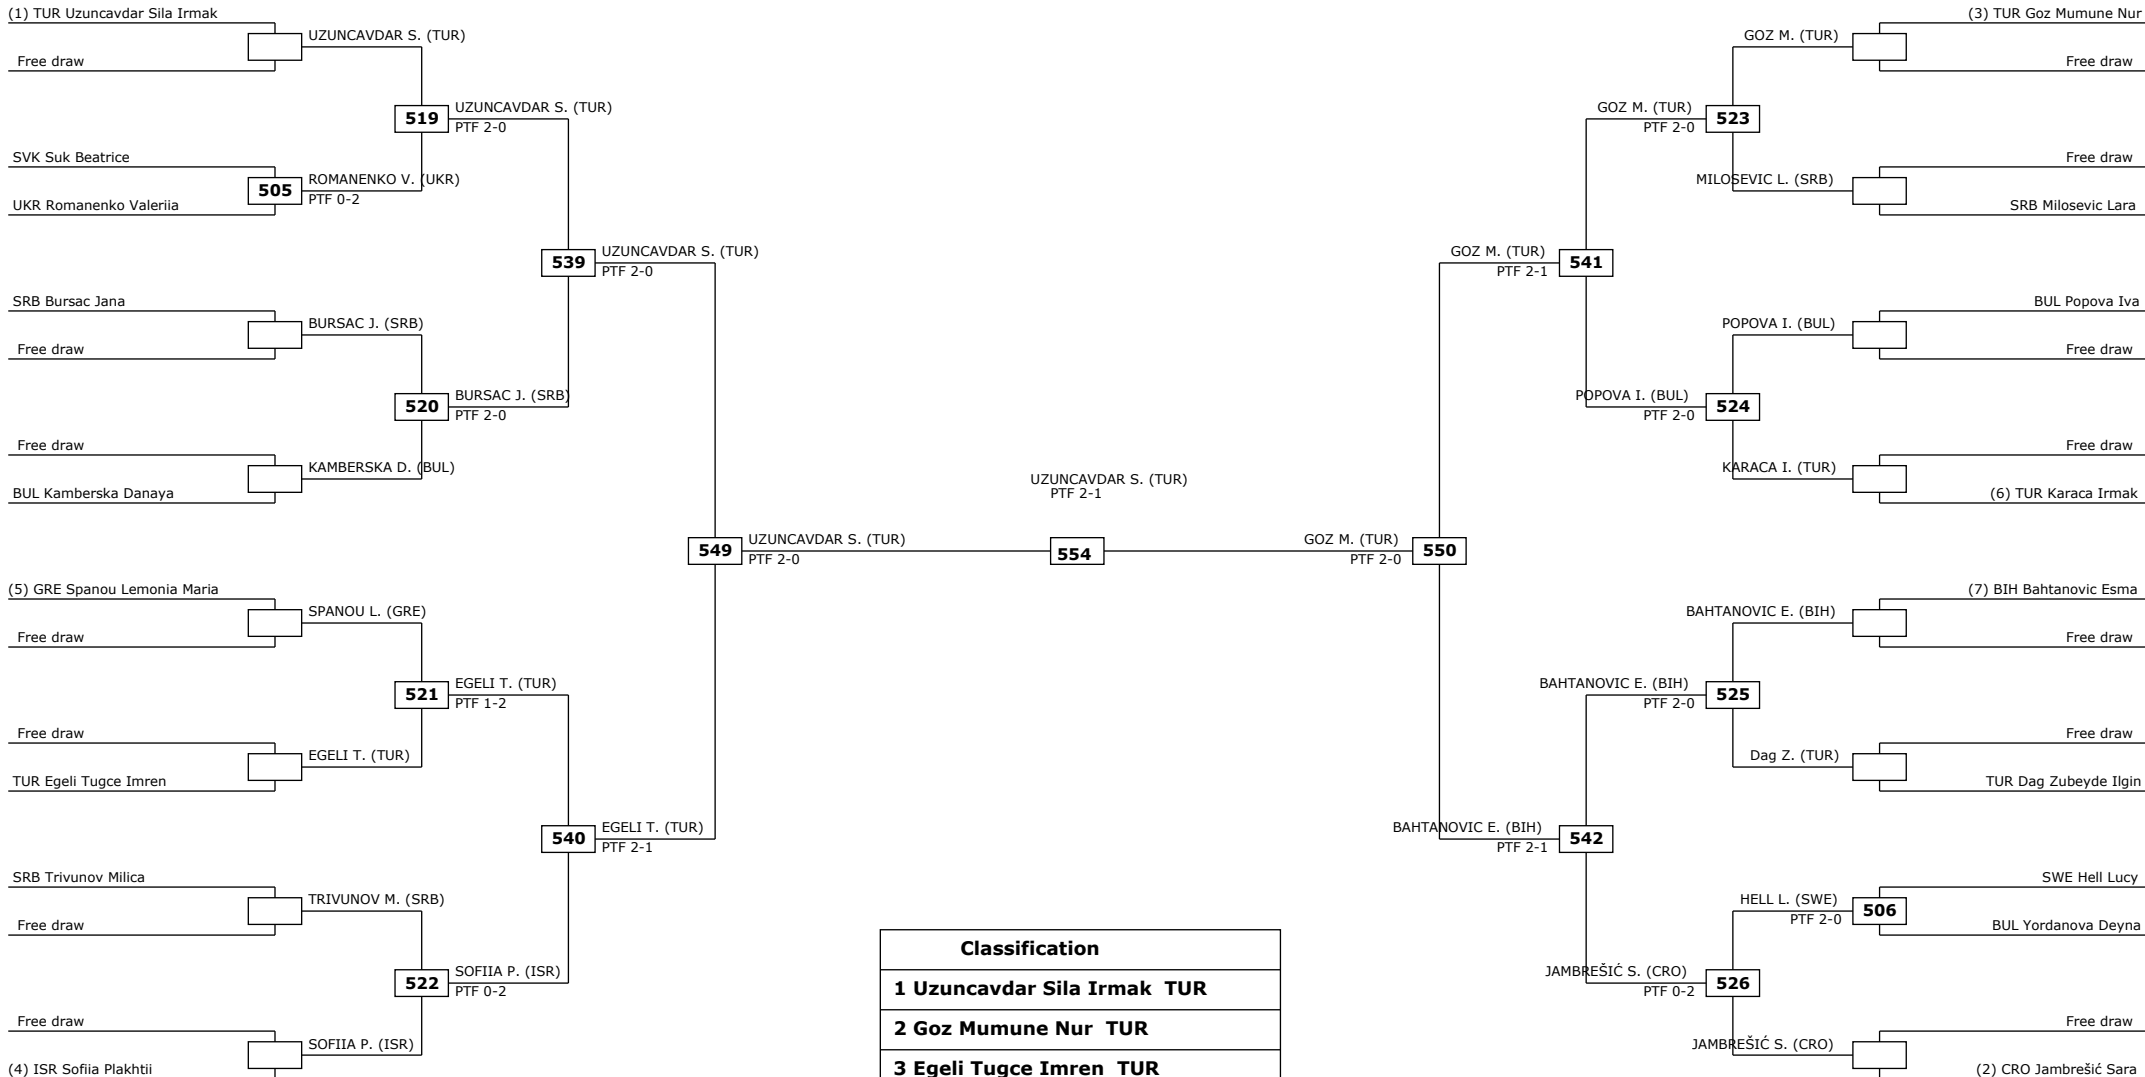 (1) TUR Uzuncavdar Sila Irmak
UZUNCAVDAR S. (TUR)
Free draw
519
UZUNCAVDAR S. (TUR)
PTF 2-0
SVK Suk Beatrice
505
ROMANENKO V. (UKR)
PTF 0-2
UKR Romanenko Valeriia
539
UZUNCAVDAR S. (TUR)
PTF 2-0
SRB Bursac Jana
BURSAC J. (SRB)
Free draw
520
BURSAC J. (SRB)
PTF 2-0
Free draw
KAMBERSKA D. (BUL)
BUL Kamberska Danaya
549
UZUNCAVDAR S. (TUR)
PTF 2-0
(5) GRE Spanou Lemonia Maria
SPANOU L. (GRE)
Free draw
521
EGELI T. (TUR)
PTF 1-2
Free draw
EGELI T. (TUR)
TUR Egeli Tugce Imren
540
EGELI T. (TUR)
PTF 2-1
SRB Trivunov Milica
TRIVUNOV M. (SRB)
Free draw
522
SOFIIA P. (ISR)
PTF 0-2
Free draw
SOFIIA P. (ISR)
(4) ISR Sofiia Plakhtii
UZUNCAVDAR S. (TUR)
PTF 2-1
554
(3) TUR Goz Mumune Nur
GOZ M. (TUR)
Free draw
GOZ M. (TUR)
PTF 2-0
523
Free draw
MILOSEVIC L. (SRB)
SRB Milosevic Lara
GOZ M. (TUR)
PTF 2-1
541
BUL Popova Iva
POPOVA I. (BUL)
Free draw
POPOVA I. (BUL)
PTF 2-0
524
Free draw
KARACA I. (TUR)
(6) TUR Karaca Irmak
GOZ M. (TUR)
PTF 2-0
550
(7) BIH Bahtanovic Esma
BAHTANOVIC E. (BIH)
Free draw
BAHTANOVIC E. (BIH)
PTF 2-0
525
Free draw
Dag Z. (TUR)
TUR Dag Zubeyde Ilgin
BAHTANOVIC E. (BIH)
PTF 2-1
542
SWE Hell Lucy
HELL L. (SWE)
PTF 2-0
506
BUL Yordanova Deyna
JAMBREŠIĆ S. (CRO)
PTF 0-2
526
Free draw
JAMBREŠIĆ S. (CRO)
(2) CRO Jambrešić Sara
Classification
1 Uzuncavdar Sila Irmak TUR
2 Goz Mumune Nur TUR
3 Egeli Tugce Imren TUR